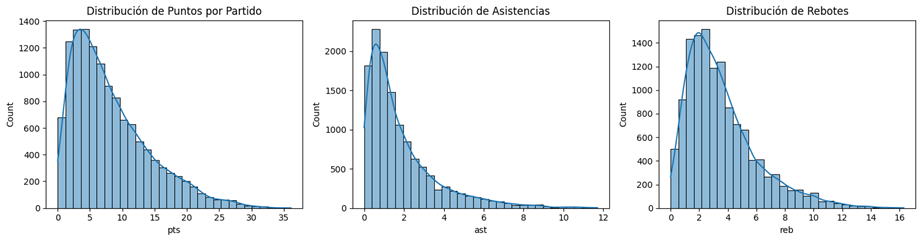 Distribución de Puntos por Partido
1400
1200
1000
800
600
400
200
0
Count
0 5 10 15 20 25 30 35
pts
Distribución de Asistencias
2000
1500
1000
500
0
Count
0 2 4 6 8 10 12
ast
Distribución de Rebotes
1400
1200
1000
800
600
400
200
0
Count
0 2 4 6 8 10 12 14 16
reb